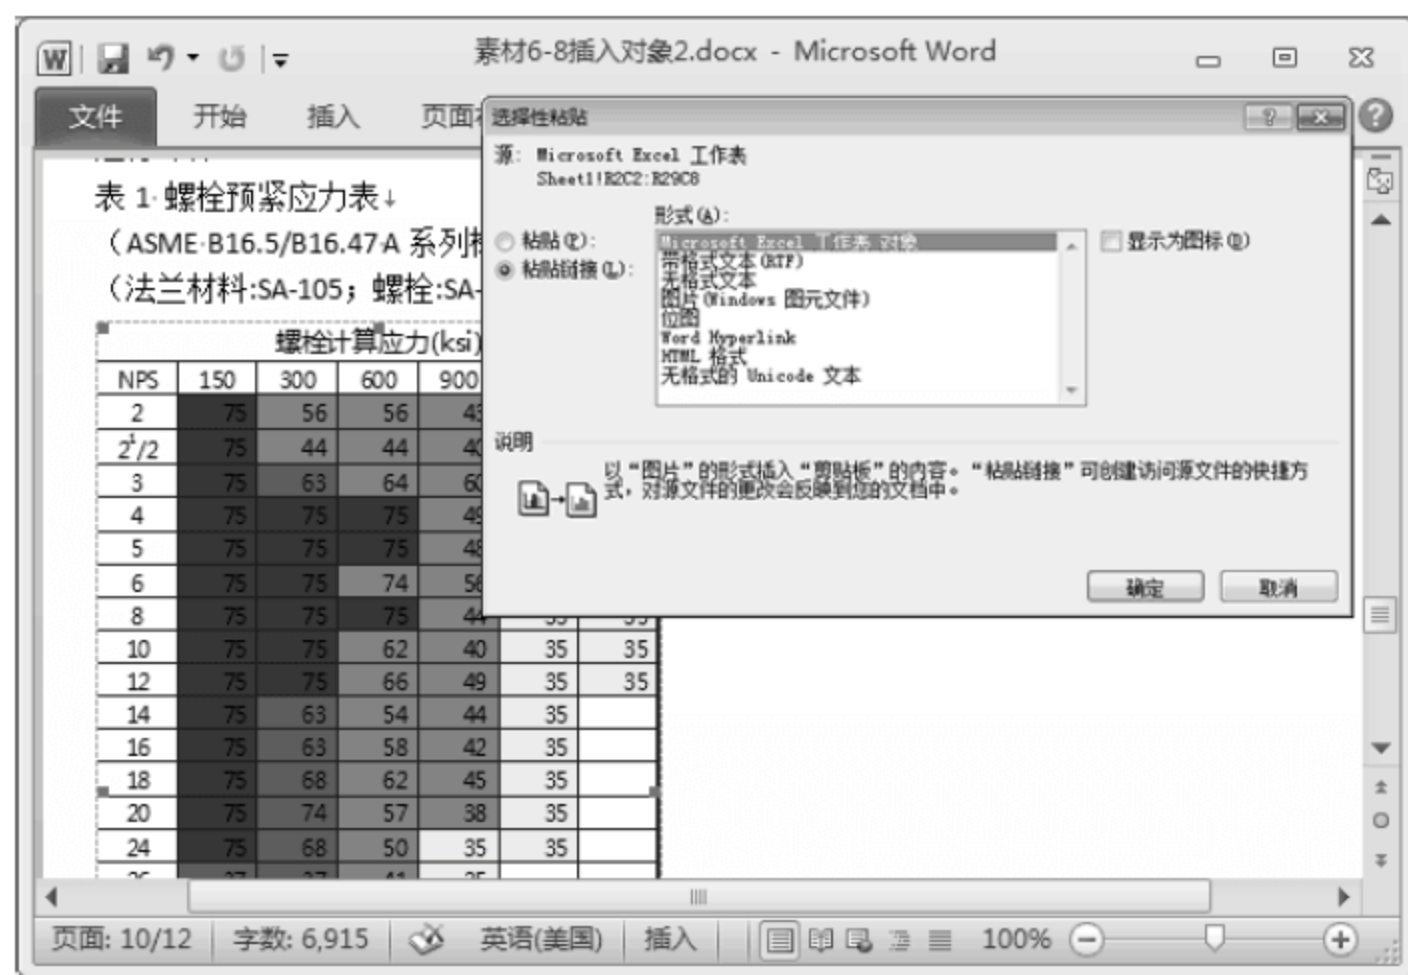 素材6-8插入对象2.docx - Microsoft Word
文件 开始 插入 页面
选择性粘贴
源: Microsoft Excel 工作表
Sheet1!R2C2:R29C8
形式(A):
粘贴(P):
粘贴链接(L):
Microsoft Excel 工作表 对象
带格式文本(RTF)
无格式文本
图片(Windows 图元文件)
位图
Word Hyperlink
HTML 格式
无格式的 Unicode 文本
显示为图标(D)
说明
以“图片”的形式插入“剪贴板”的内容。“粘贴链接”可创建访问源文件的快捷方
式，对源文件的更改会反映到您的文档中。
确定 取消
表 1·螺栓预紧应力表↓
（ASME·B16.5/B16.47·A 系列
（法兰材料:SA-105；螺栓:SA-
螺栓计算应力(ksi)
NPS 150 300 600 900
2 75 56 56 43
2 1/2 75 44 44 40
3 75 63 64 60
4 75 75 75 49
5 75 75 75 48
6 75 75 74 56
8 75 75 75 44 35 35
10 75 75 62 40 35 35
12 75 75 66 49 35 35
14 75 63 54 44 35
16 75 63 58 42 35
18 75 68 62 45 35
20 75 74 57 38 35
24 75 68 50 35 35
页面: 10/12 字数: 6,915 英语(美国) 插入 100%